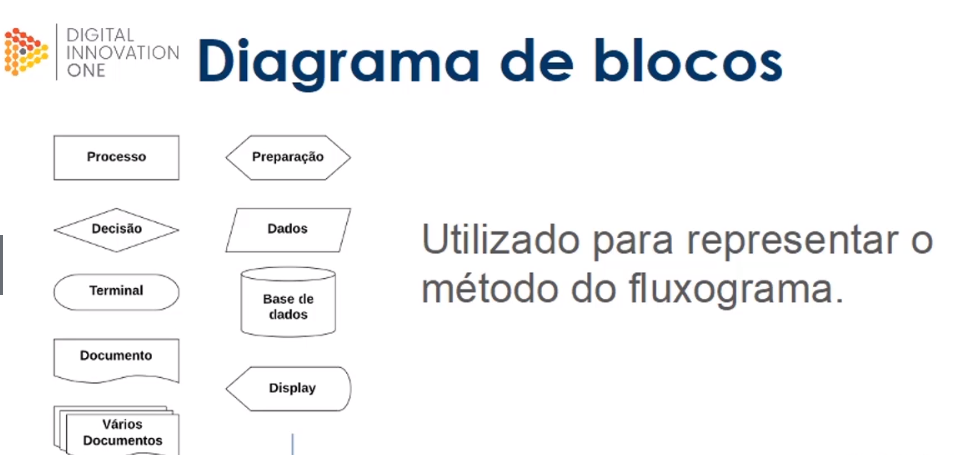 DIGITAL
INNOVATION
ONE
Diagrama de blocos
Processo
Preparação
Decisão
Dados
Terminal
Base de
dados
Documento
Display
Vários
Documentos
Utilizado para representar o
método do fluxograma.